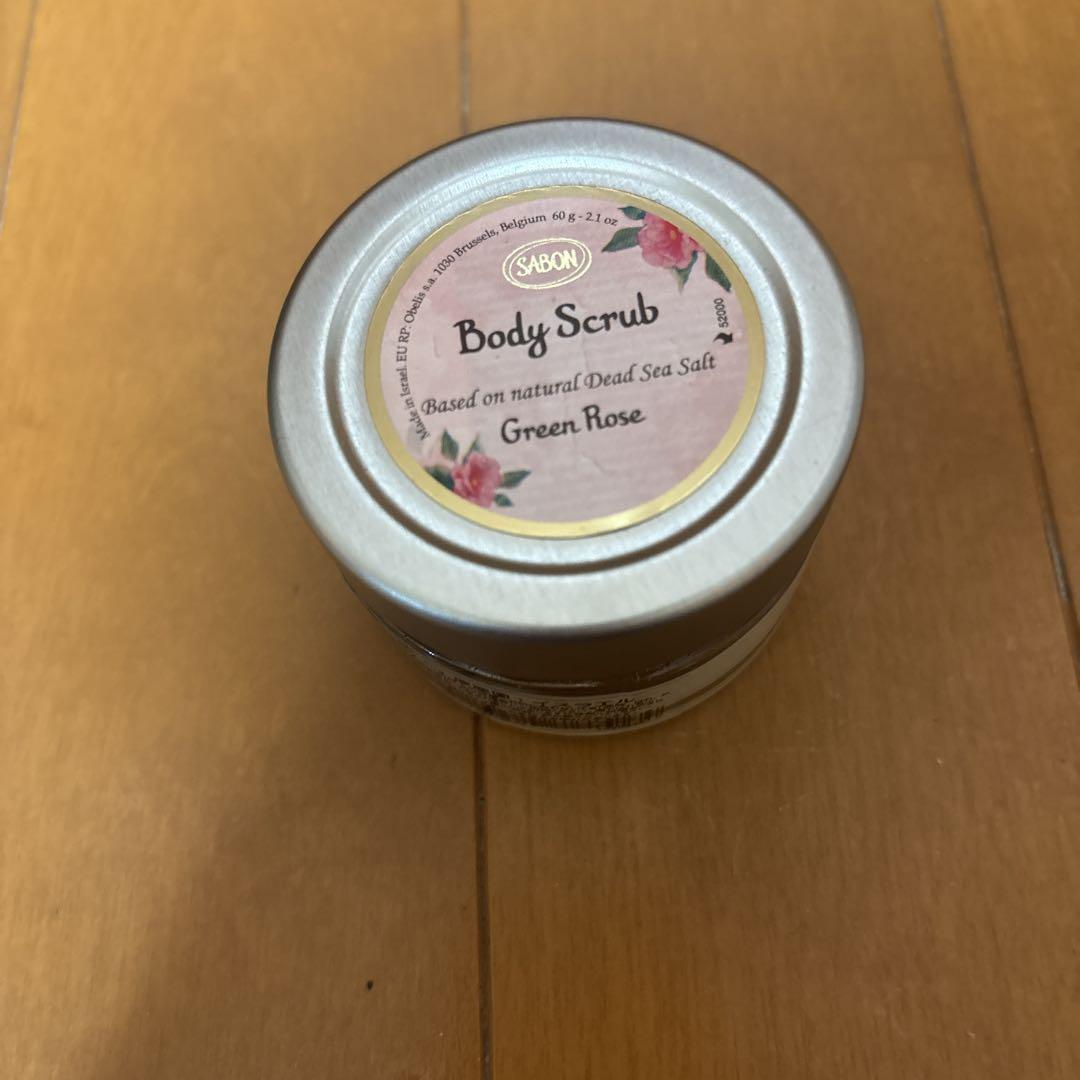 Made in Israel. EU RP: Obelis s.a. 1030 Brussels, Belgium 60 g - 2.1 oz
SABON
52000
Body Scrub
Based on natural Dead Sea Salt
Green Rose